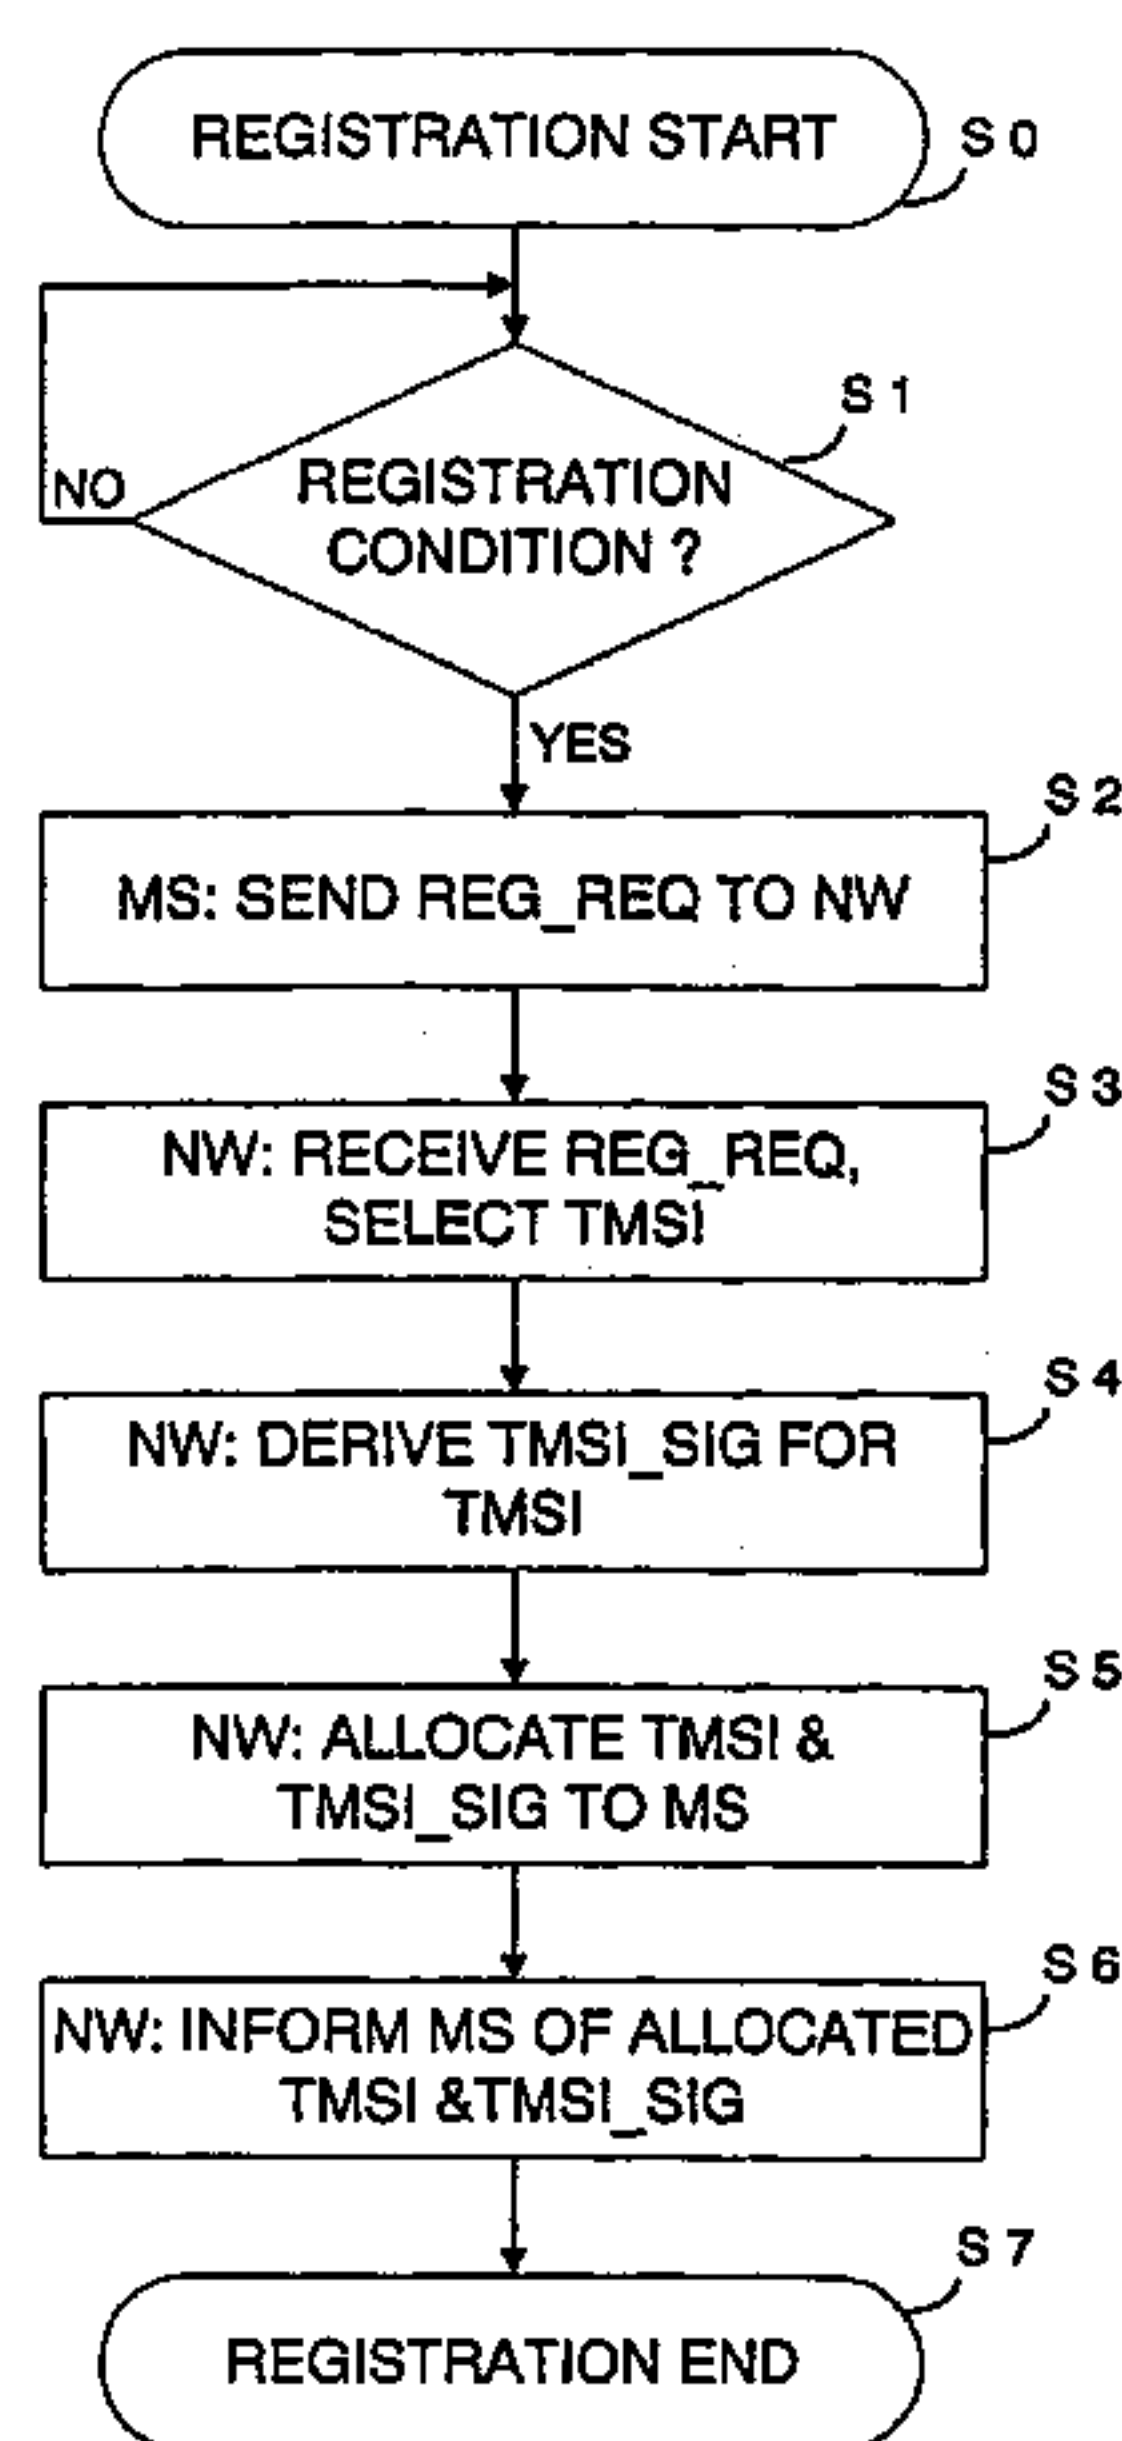 REGISTRATION START
S 0
S 1
REGISTRATION
CONDITION ?
NO
YES
S 2
MS: SEND REG_REQ TO NW
S 3
NW: RECEIVE REG_REQ,
SELECT TMSI
S 4
NW: DERIVE TMSI_SIG FOR
TMSI
S 5
NW: ALLOCATE TMSI &
TMSI_SIG TO MS
S 6
NW: INFORM MS OF ALLOCATED
TMSI &TMSI_SIG
S 7
REGISTRATION END